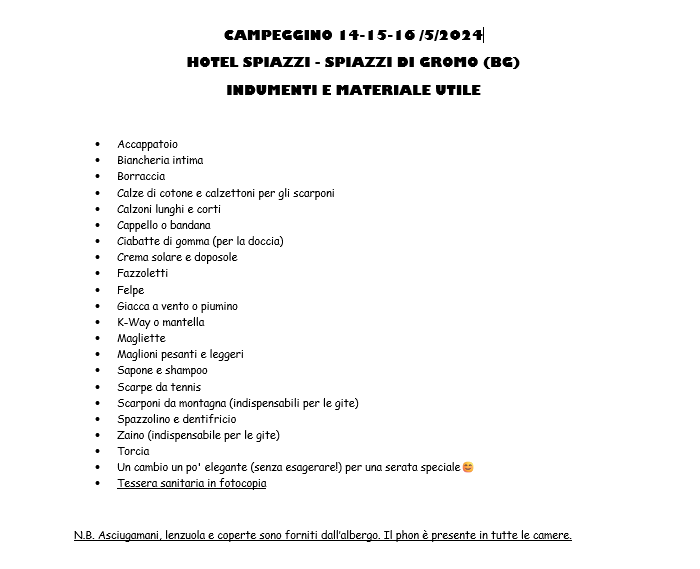 CAMPEGGINO 14-15-16 /5/2024
HOTEL SPIAZZI - SPIAZZI DI GROMO (BG)
INDUMENTI E MATERIALE UTILE
• Accappatoio
• Biancheria intima
• Borraccia
• Calze di cotone e calzettoni per gli scarponi
• Calzoni lunghi e corti
• Cappello o bandana
• Ciabatte di gomma (per la doccia)
• Crema solare e doposole
• Fazzoletti
• Felpe
• Giacca a vento o piumino
• K-Way o mantella
• Magliette
• Maglioni pesanti e leggeri
• Sapone e shampoo
• Scarpe da tennis
• Scarponi da montagna (indispensabili per le gite)
• Spazzolino e dentifricio
• Zaino (indispensabile per le gite)
• Torcia
• Un cambio un po' elegante (senza esagerare!) per una serata speciale😊
• Tessera sanitaria in fotocopia
N.B. Asciugamani, lenzuola e coperte sono forniti dall'albergo. Il phon è presente in tutte le camere.